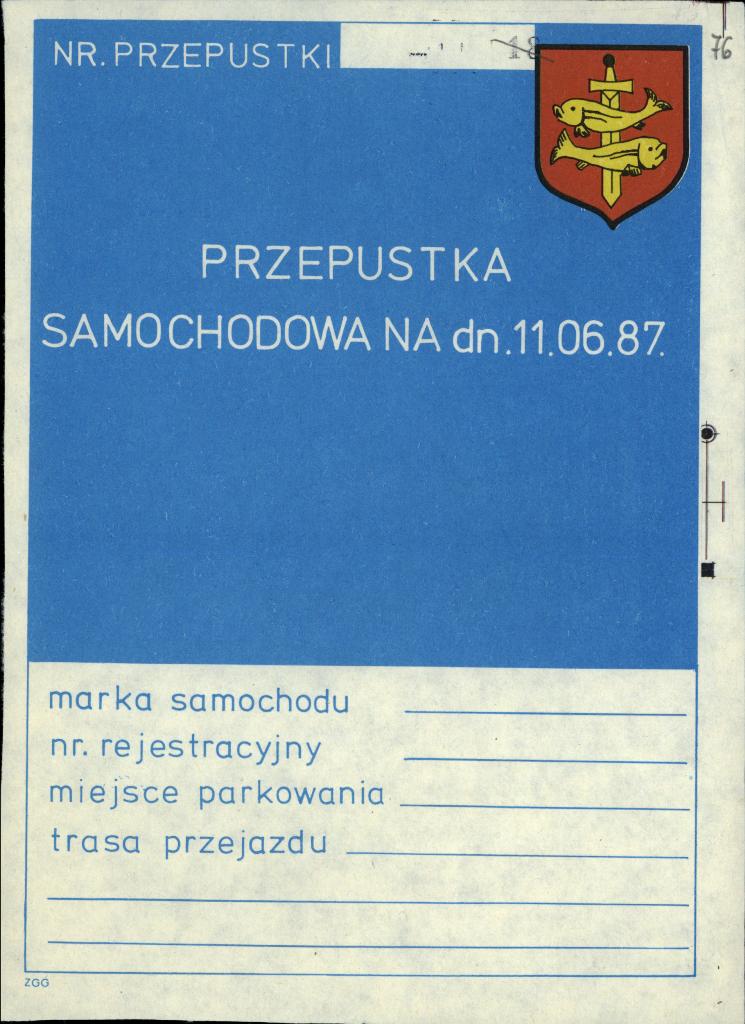 NR. PRZEPUSTKI
18
76
PRZEPUSTKA
SAMOCHODOWA NA dn.11.06.87.
marka samochodu
nr. rejestracyjny
miejsce parkowania
trasa przejazdu
ZGG